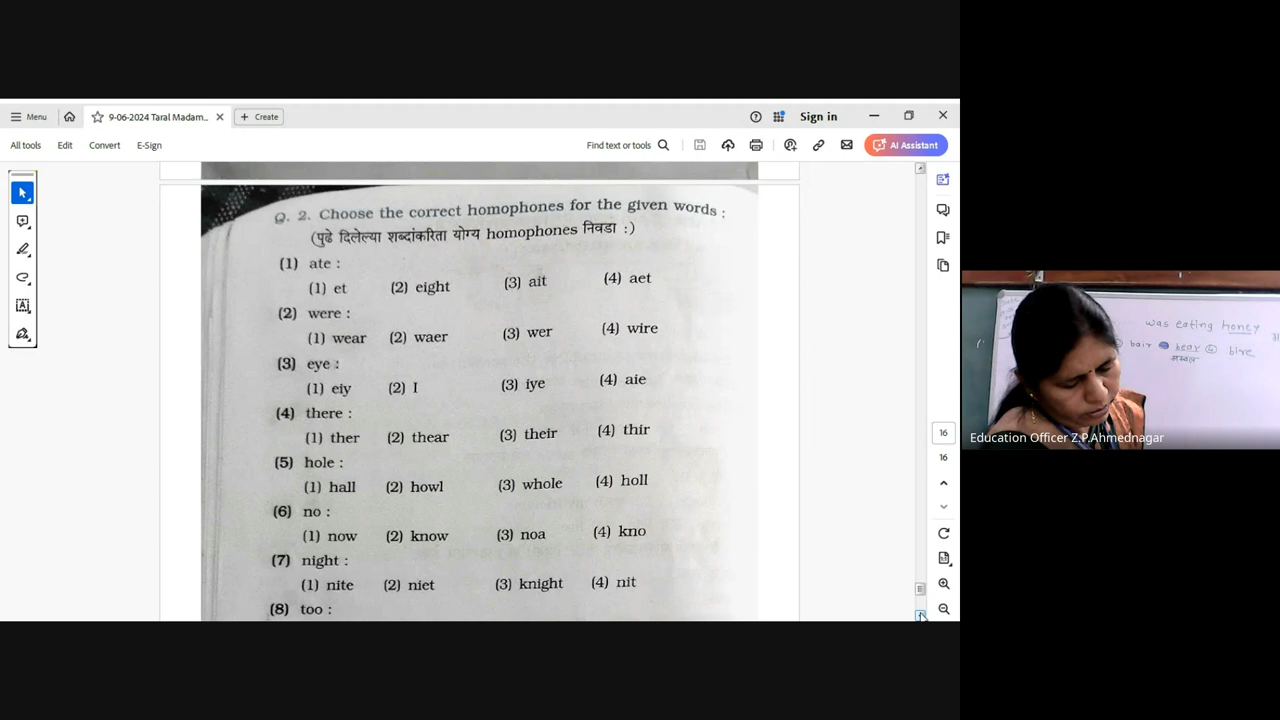 Menu
9-06-2024 Taral Madam...
Create
Sign in
All tools
Edit
Convert
E-Sign
Find text or tools
AI Assistant
Q. 2. Choose the correct homophones for the given words :
(पुढे दिलेल्या शब्दांकरिता योग्य homophones निवडा :)
(1) ate :
(1) et (2) eight (3) ait (4) aet
(2) were :
(1) wear (2) waer (3) wer (4) wire
(3) eye :
(1) eiy (2) I (3) iye (4) aie
(4) there :
(1) ther (2) thear (3) their (4) thir
(5) hole :
(1) hall (2) howl (3) whole (4) holl
(6) no :
(1) now (2) know (3) noa (4) kno
(7) night :
(1) nite (2) niet (3) knight (4) nit
(8) too :
16
16
was eating honey
bair bear ④ bire
अस्वल
Education Officer Z.P.Ahmednagar